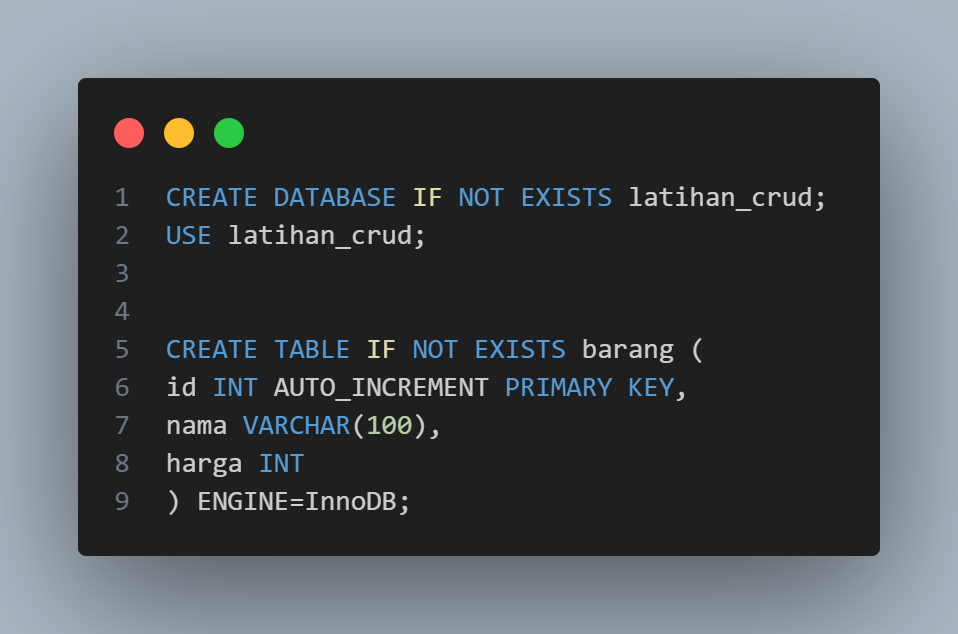 1 CREATE DATABASE IF NOT EXISTS latihan_crud;
2 USE latihan_crud;
3
4
5 CREATE TABLE IF NOT EXISTS barang (
6 id INT AUTO_INCREMENT PRIMARY KEY,
7 nama VARCHAR(100),
8 harga INT
9 ) ENGINE=InnoDB;